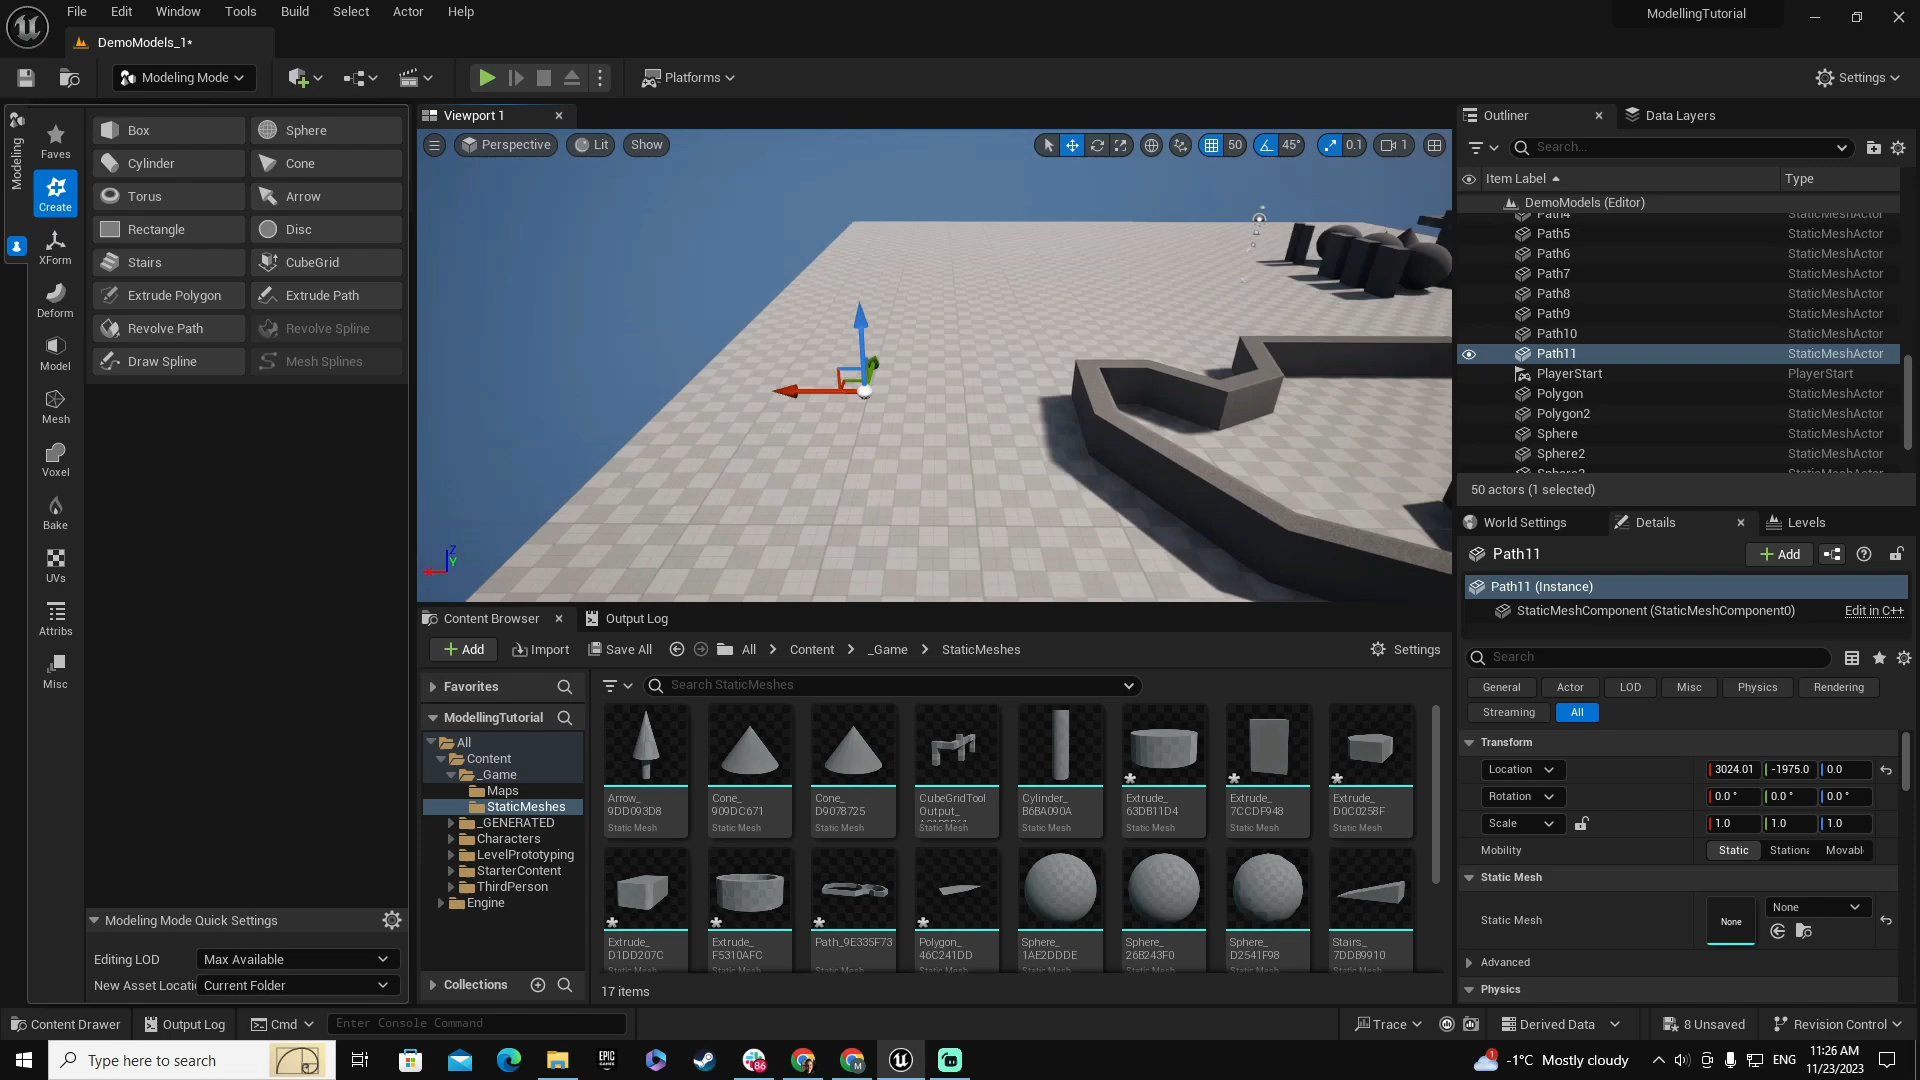 File Edit Window Tools Build Select Actor Help
ModellingTutorial
DemoModels_1*
Modeling Mode
Platforms
Settings
Modeling
Faves
Create
XForm
Deform
Model
Mesh
Voxel
Bake
UVs
Attribs
Misc
Box Sphere
Cylinder Cone
Torus Arrow
Rectangle Disc
Stairs CubeGrid
Extrude Polygon Extrude Path
Revolve Path Revolve Spline
Draw Spline Mesh Splines
Modeling Mode Quick Settings
Editing LOD Max Available
New Asset Locati Current Folder
Viewport 1
Perspective Lit Show
50 45° 0.1 1
Z
Y
Content Browser Output Log
Add Import Save All All Content _Game StaticMeshes Settings
Favorites
ModellingTutorial
All
Content
_Game
Maps
StaticMeshes
_GENERATED
Characters
LevelPrototyping
StarterContent
ThirdPerson
Engine
Collections
Search StaticMeshes
Arrow_
9DD093D8
Static Mesh
Cone_
909DC671
Static Mesh
Cone_
D9078725
Static Mesh
CubeGridTool
Output_
Static Mesh
Cylinder_
B6BA090A
Static Mesh
Extrude_
63DB11D4
Static Mesh
Extrude_
7CCDF948
Static Mesh
Extrude_
D0C0258F
Static Mesh
Extrude_
D1DD207C
Static Mesh
Extrude_
F5310AFC
Static Mesh
Path_9E335F73
Static Mesh
Polygon_
46C241DD
Static Mesh
Sphere_
1AE2DDDE
Static Mesh
Sphere_
26B243F0
Static Mesh
Sphere_
D2541F98
Static Mesh
Stairs_
7DDB9910
Static Mesh
17 items
Outliner Data Layers
Search...
Item Label Type
DemoModels (Editor)
Path4 StaticMeshActor
Path5 StaticMeshActor
Path6 StaticMeshActor
Path7 StaticMeshActor
Path8 StaticMeshActor
Path9 StaticMeshActor
Path10 StaticMeshActor
Path11 StaticMeshActor
PlayerStart PlayerStart
Polygon StaticMeshActor
Polygon2 StaticMeshActor
Sphere StaticMeshActor
Sphere2 StaticMeshActor
Sphere3 StaticMeshActor
50 actors (1 selected)
World Settings Details Levels
Path11 Add
Path11 (Instance)
StaticMeshComponent (StaticMeshComponent0) Edit in C++
Search
General Actor LOD Misc Physics Rendering
Streaming All
Transform
Location 3024.01 -1975.0 0.0
Rotation 0.0 ° 0.0 ° 0.0 °
Scale 1.0 1.0 1.0
Mobility Static Stationa Movabl
Static Mesh
Static Mesh None None
Advanced
Physics
Content Drawer Output Log Cmd Enter Console Command
Trace Derived Data 8 Unsaved Revision Control
Type here to search
EPIC
GAMES
86
M
1
-1°C Mostly cloudy
ENG
11:26 AM
11/23/2023